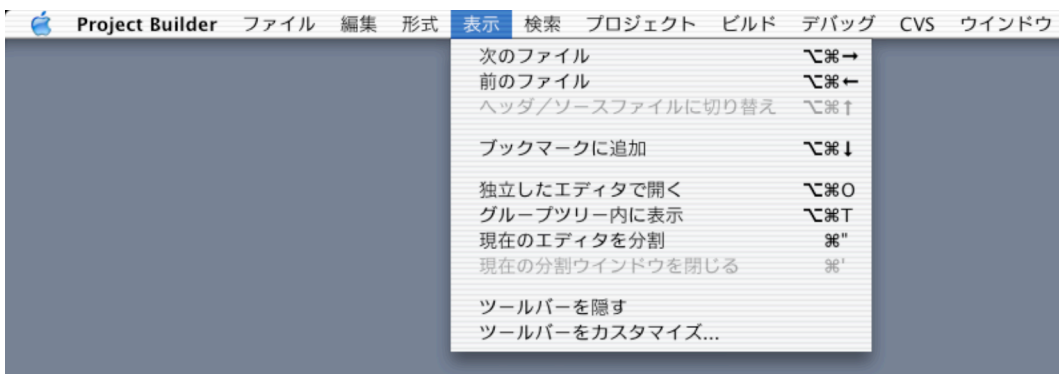 Project Builder ファイル 編集 形式 表示 検索 プロジェクト ビルド デバッグ CVS ウインドウ
次のファイル ⌥⌘→
前のファイル ⌥⌘←
ヘッダ/ソースファイルに切り替え ⌥⌘↑
ブックマークに追加 ⌥⌘↓
独立したエディタで開く ⌥⌘O
グループツリー内に表示 ⌥⌘T
現在のエディタを分割 ⌘"
現在の分割ウインドウを閉じる ⌘'
ツールバーを隠す
ツールバーをカスタマイズ...